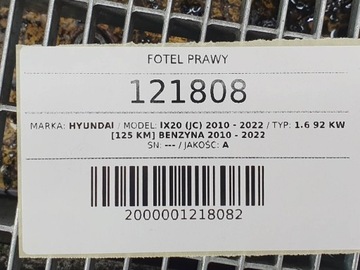 FOTEL PRAWY
121808
MARKA: HYUNDAI / MODEL: IX20 (JC) 2010 - 2022 / TYP: 1.6 92 KW
[125 KM] BENZYNA 2010 - 2022
SN: --- / JAKOŚC: A
2000001218082